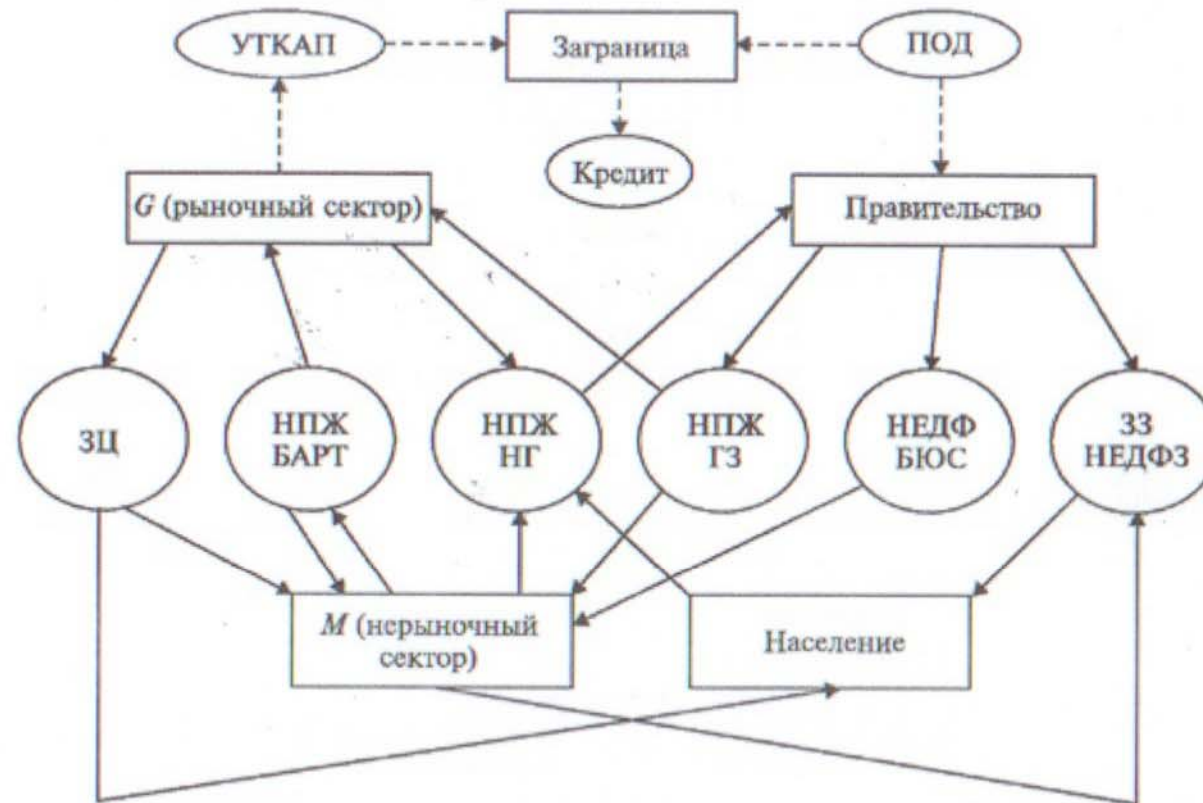 УТКАП
Заграница
ПОД
Кредит
G (рыночный сектор)
Правительство
ЗЦ
НПЖ
БАРТ
НПЖ
НГ
НПЖ
ГЗ
НЕДФ
БЮС
ЗЗ
НЕДФЗ
М (нерыночный
сектор)
Население